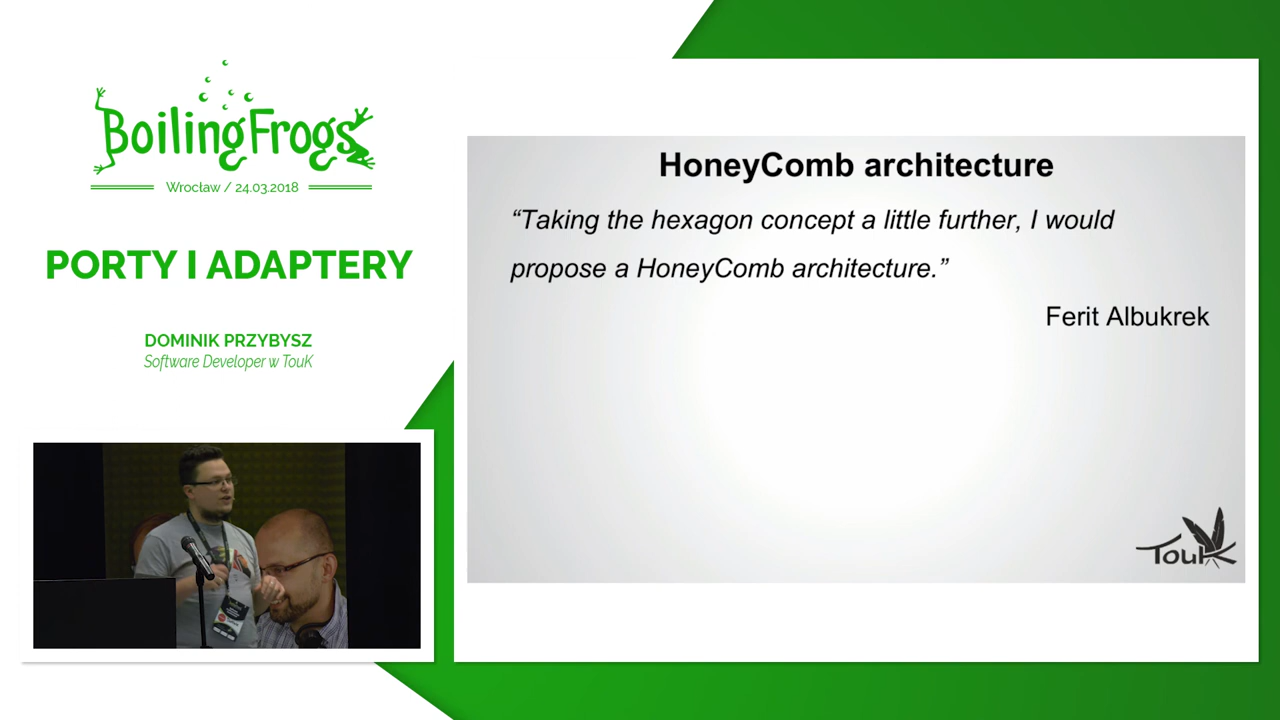 BoilingFrogs
Wrocław / 24.03.2018
PORTY I ADAPTERY
DOMINIK PRZYBYSZ
Software Developer w TouK
HoneyComb architecture
“Taking the hexagon concept a little further, I would
propose a HoneyComb architecture.”
Ferit Albukrek
TouK